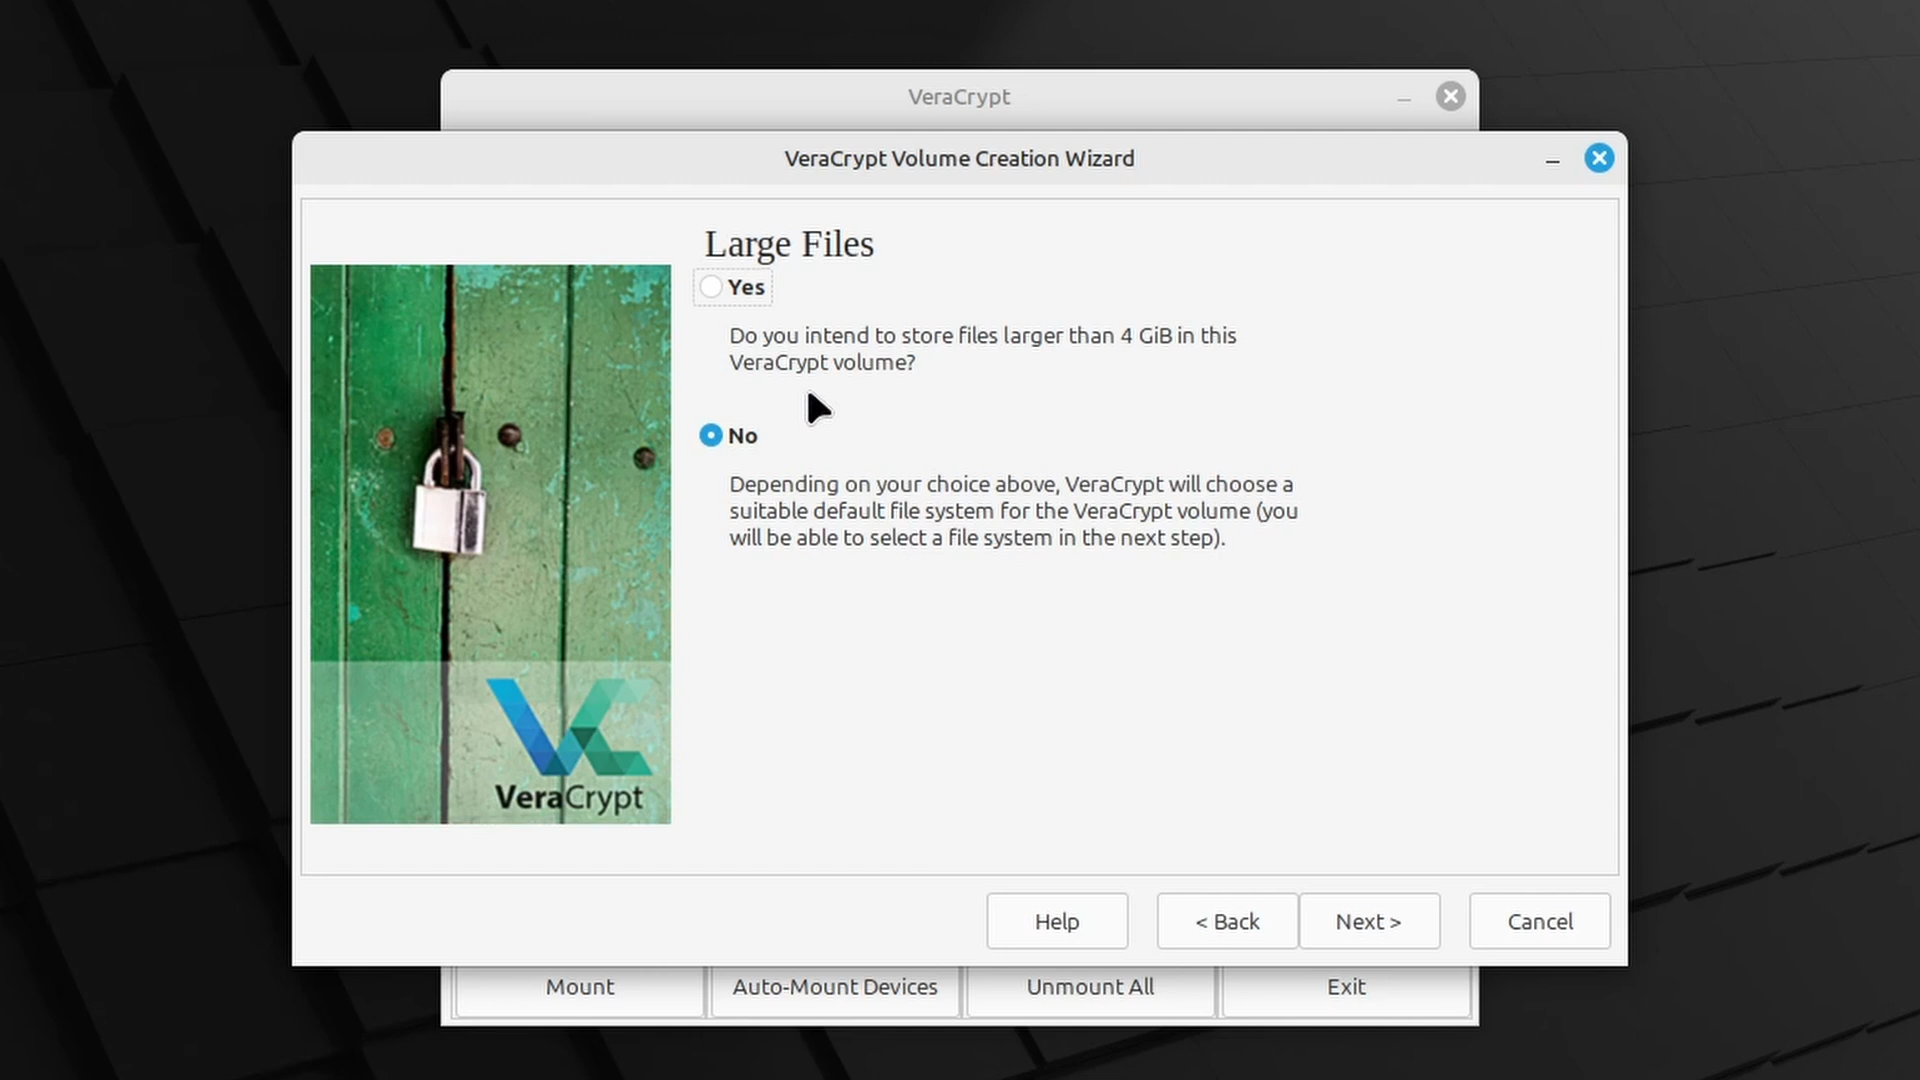 VeraCrypt
VeraCrypt Volume Creation Wizard
Large Files
Yes
Do you intend to store files larger than 4 GiB in this
VeraCrypt volume?
No
Depending on your choice above, VeraCrypt will choose a
suitable default file system for the VeraCrypt volume (you
will be able to select a file system in the next step).
VeraCrypt
Help
< Back
Next >
Cancel
Mount
Auto-Mount Devices
Unmount All
Exit